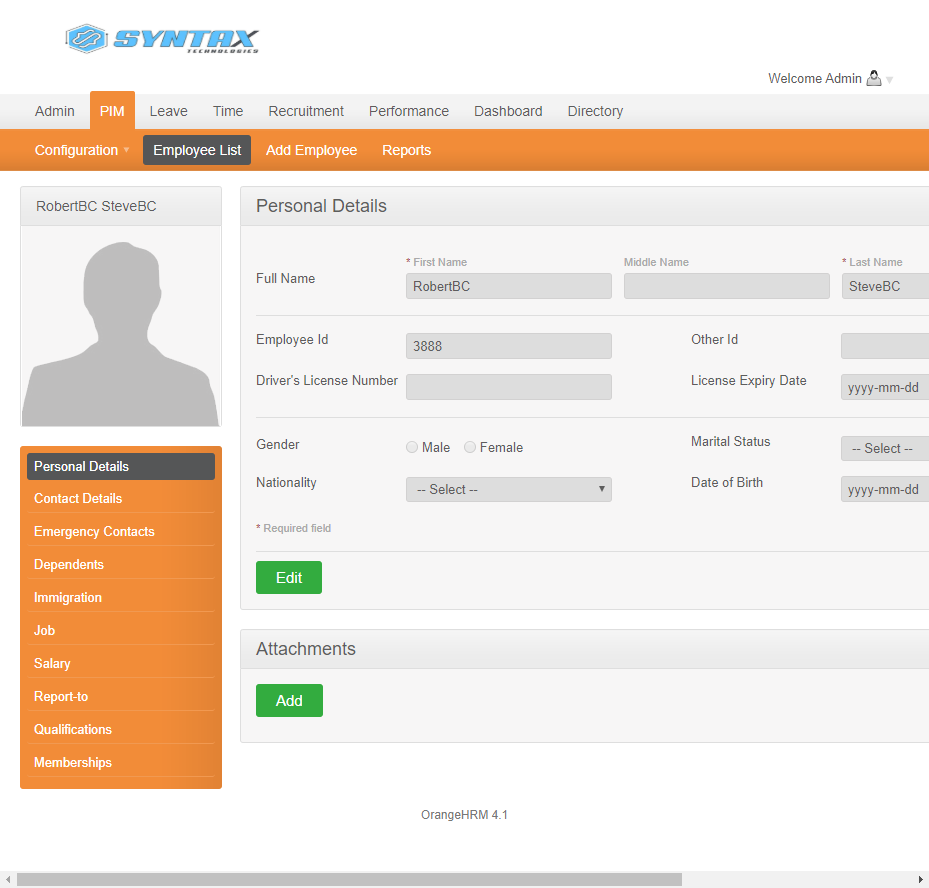 SYNTAX
TECHNOLOGIES
Welcome Admin
Admin PIM Leave Time Recruitment Performance Dashboard Directory
Configuration Employee List Add Employee Reports
RobertBC SteveBC
Personal Details
* First Name Middle Name * Last Name
Full Name RobertBC SteveBC
Employee Id 3888 Other Id
Driver's License Number License Expiry Date yyyy-mm-dd
Gender Male Female Marital Status -- Select --
Nationality -- Select -- Date of Birth yyyy-mm-dd
* Required field
Edit
Attachments
Add
Personal Details
Contact Details
Emergency Contacts
Dependents
Immigration
Job
Salary
Report-to
Qualifications
Memberships
OrangeHRM 4.1